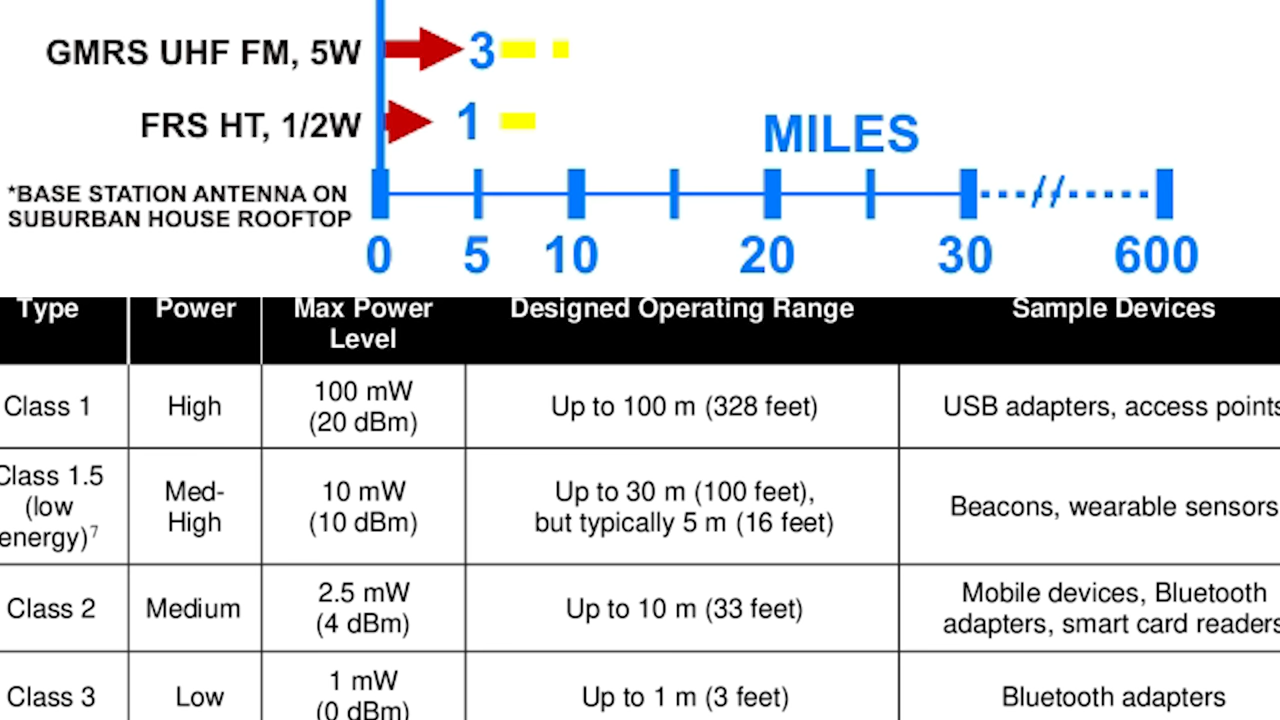 GMRS UHF FM, 5W 3
FRS HT, 1/2W 1
MILES
*BASE STATION ANTENNA ON
SUBURBAN HOUSE ROOFTOP
0 5 10 20 30 600
Type Power Max Power Level Designed Operating Range Sample Devices
Class 1 High 100 mW (20 dBm) Up to 100 m (328 feet) USB adapters, access points
Class 1.5 (low energy)7 Med-High 10 mW (10 dBm) Up to 30 m (100 feet), but typically 5 m (16 feet) Beacons, wearable sensors
Class 2 Medium 2.5 mW (4 dBm) Up to 10 m (33 feet) Mobile devices, Bluetooth adapters, smart card readers
Class 3 Low 1 mW (0 dBm) Up to 1 m (3 feet) Bluetooth adapters